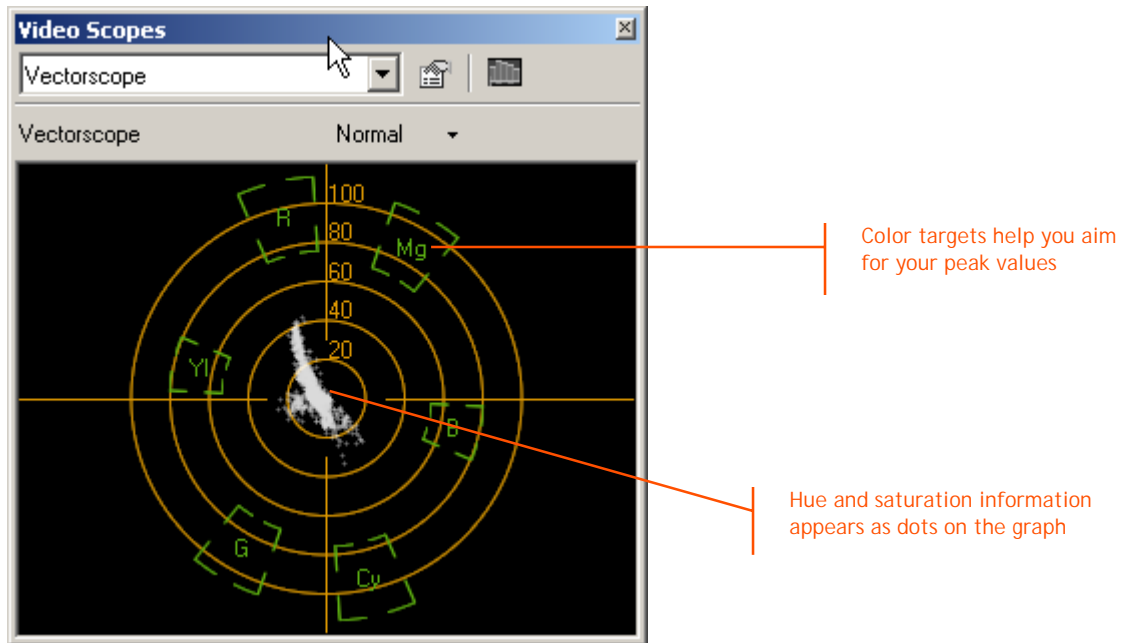 Video Scopes
Vectorscope
Vectorscope Normal
100
R
80
Mg
60
40
20
Yl
B
G
Cy
Color targets help you aim
for your peak values
Hue and saturation information
appears as dots on the graph